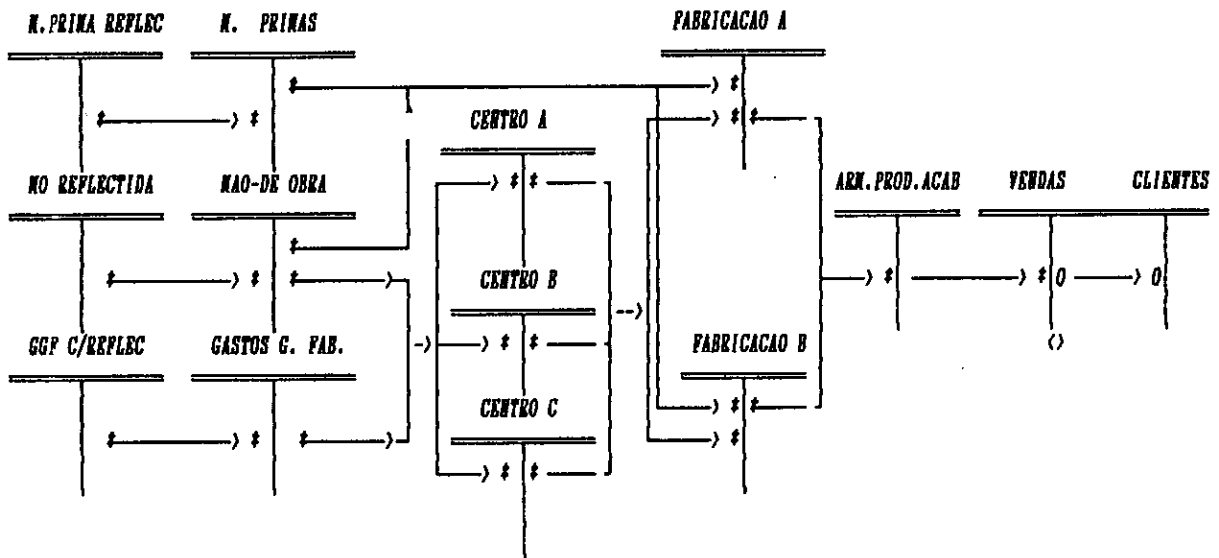 M.PRIMA REFLEC
M. PRIMAS
FABRICACAO A
CENTRO A
MO REFLECTIDA
MAO-DE OBRA
ARM.PROD.ACAB
VENDAS
CLIENTES
CENTRO B
GGF C/REFLEC
GASTOS G. FAB.
FABRICACAO B
CENTRO C